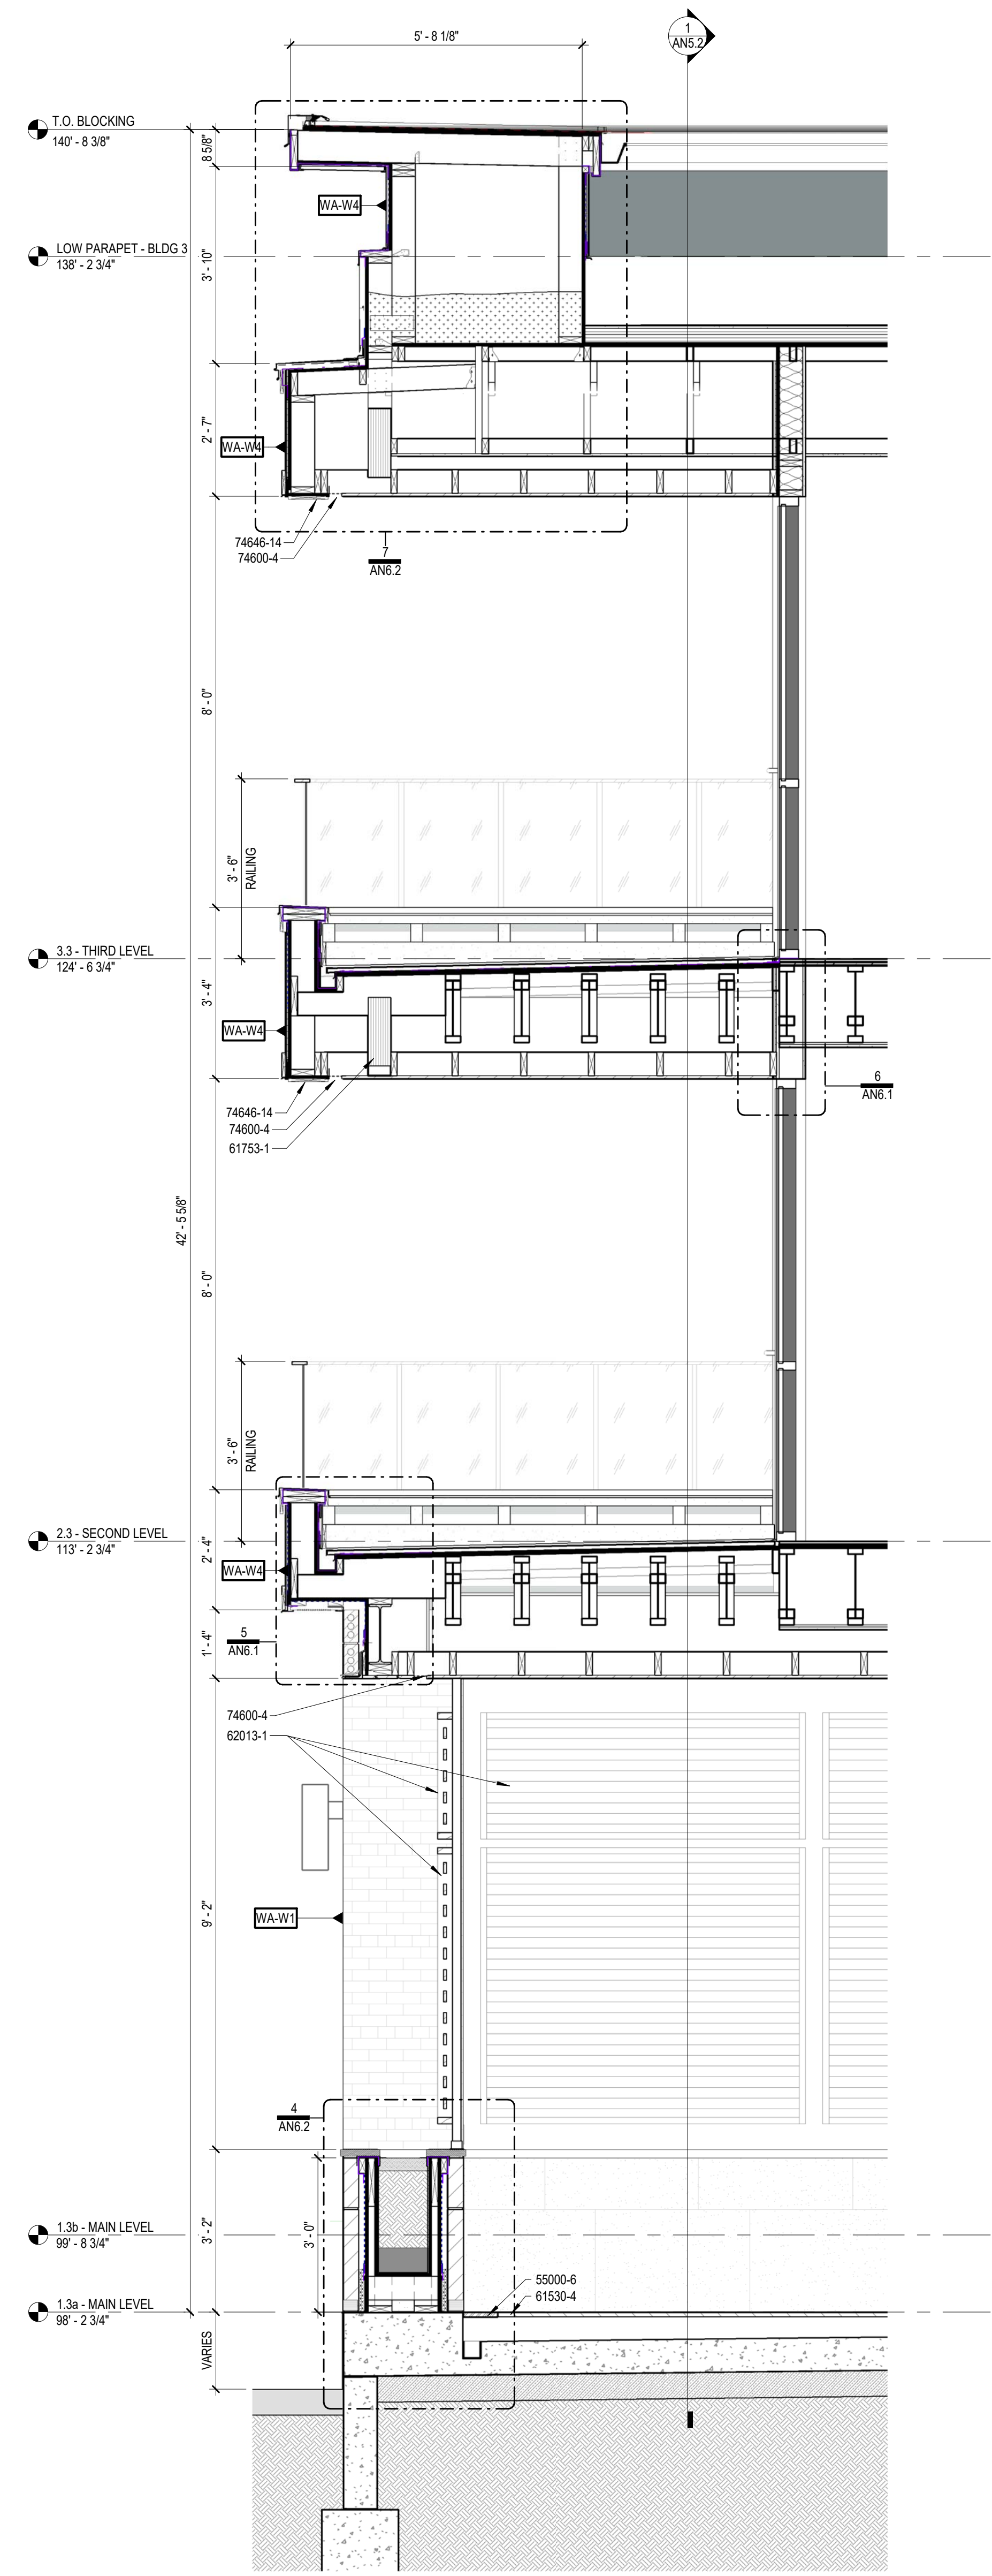 5' - 8 1/8"
1
AN5.2
T.O. BLOCKING
140' - 8 3/8"
8 5/8"
WA-W4
LOW PARAPET - BLDG 3
138' - 2 3/4"
3' - 10"
2' - 7"
WA-W4
74646-14
74600-4
7
AN6.2
8' - 0"
3' - 6"
RAILING
3.3 - THIRD LEVEL
124' - 6 3/4"
3' - 4"
WA-W4
6
AN6.1
74646-14
74600-4
61753-1
42' - 5 5/8"
8' - 0"
3' - 6"
RAILING
2.3 - SECOND LEVEL
113' - 2 3/4"
2' - 4"
WA-W4
5
AN6.1
1' - 4"
74600-4
62013-1
9' - 2"
WA-W1
4
AN6.2
1.3b - MAIN LEVEL
99' - 8 3/4"
3' - 2"
3' - 0"
55000-6
61530-4
1.3a - MAIN LEVEL
98' - 2 3/4"
VARIES